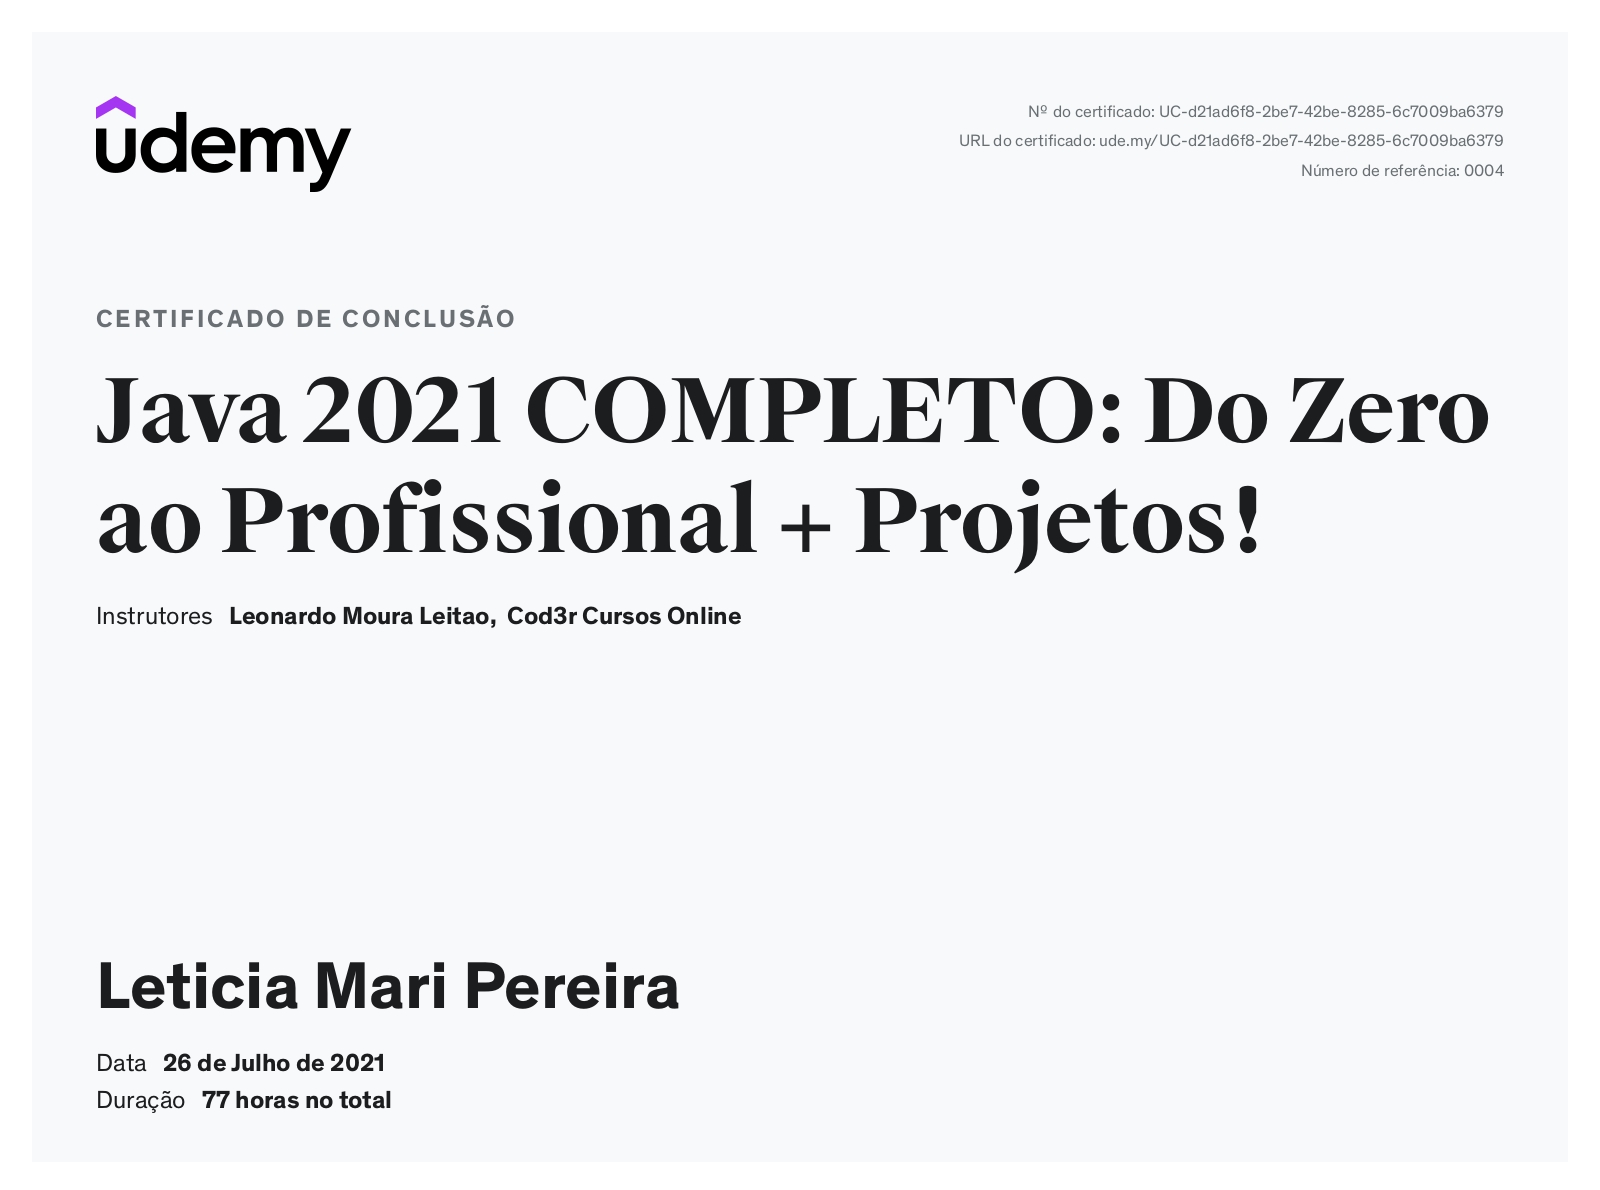 udemy
Nº do certificado: UC-d21ad6f8-2be7-42be-8285-6c7009ba6379
URL do certificado: ude.my/UC-d21ad6f8-2be7-42be-8285-6c7009ba6379
Número de referência: 0004
CERTIFICADO DE CONCLUSÃO
Java 2021 COMPLETO: Do Zero
ao Profissional + Projetos!
Instrutores Leonardo Moura Leitao, Cod3r Cursos Online
Leticia Mari Pereira
Data 26 de Julho de 2021
Duração 77 horas no total